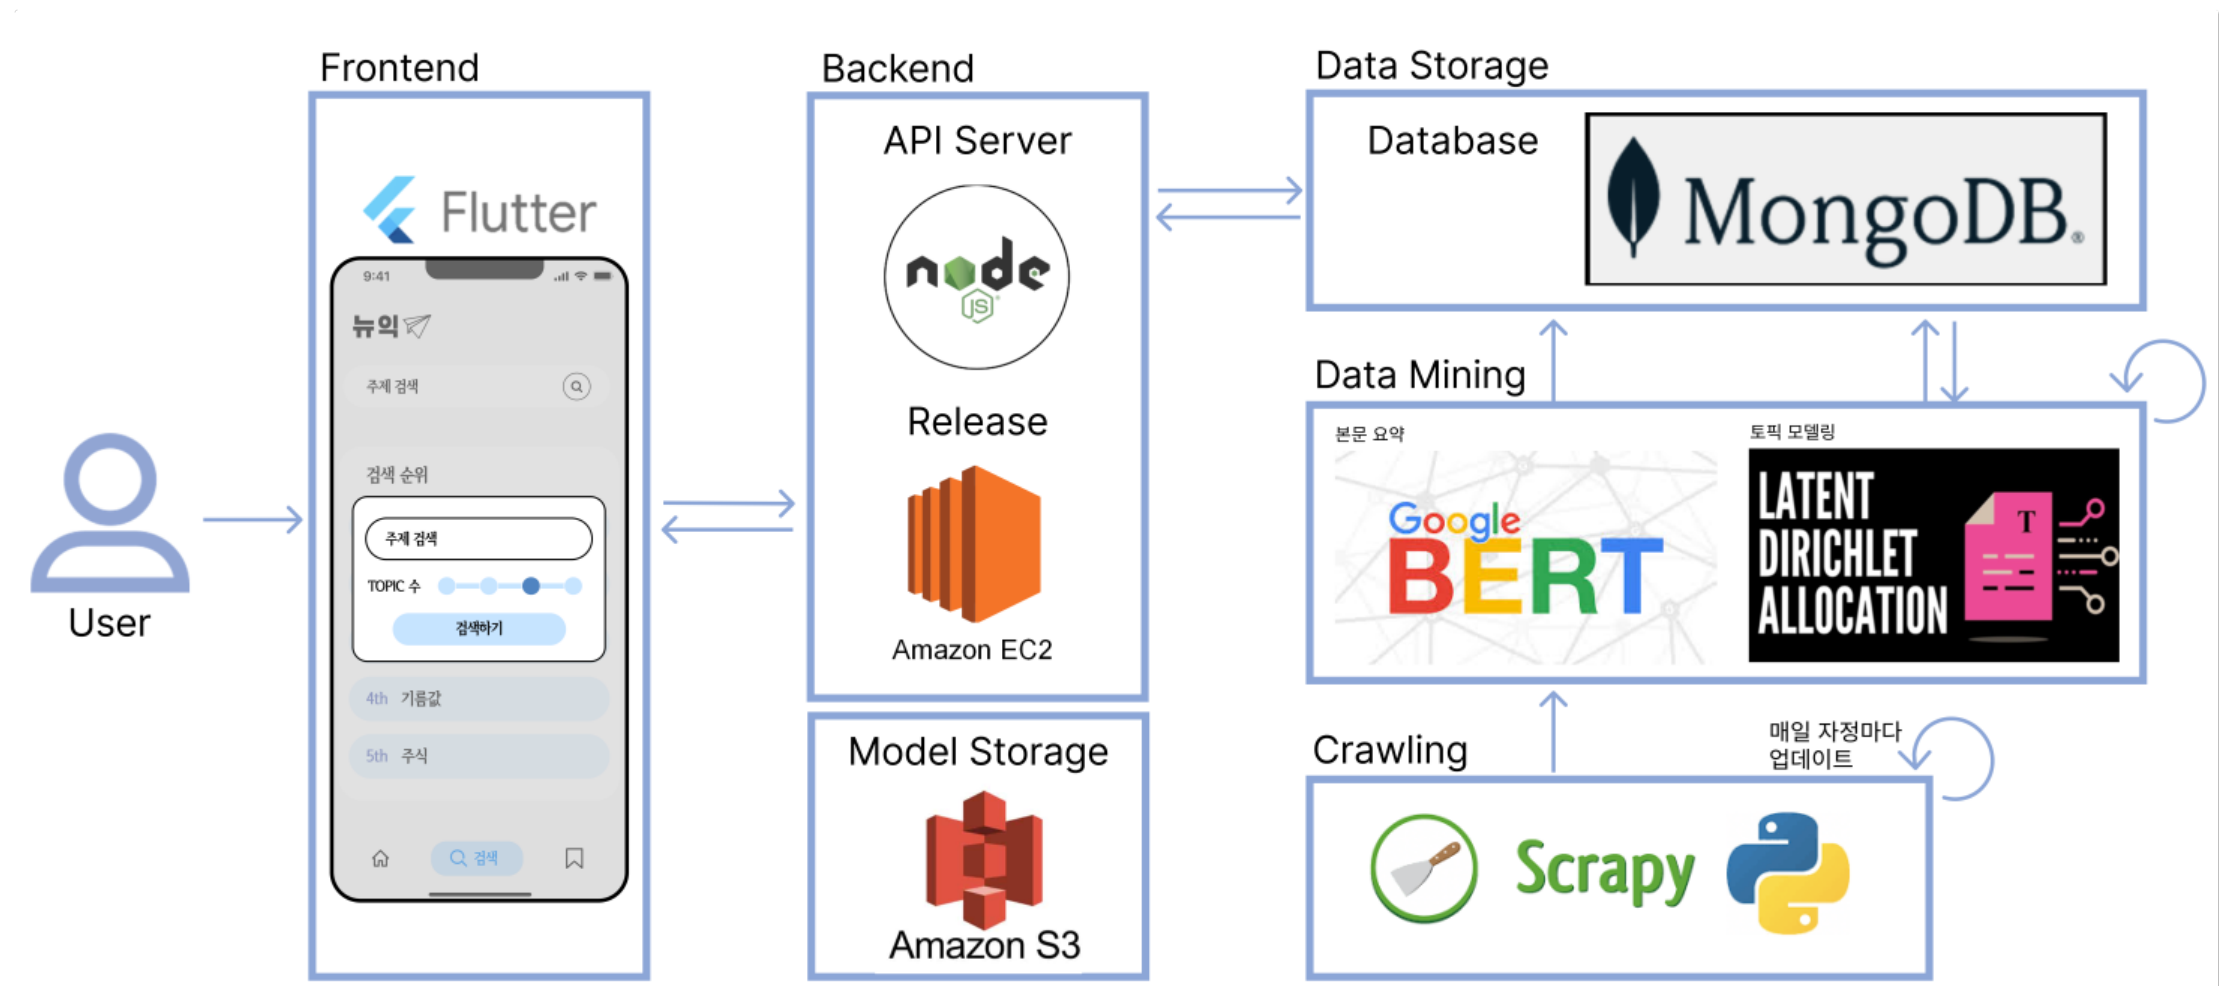 User
Frontend
Flutter
9:41
뉴익
주제 검색
검색 순위
주제 검색
TOPIC 수
검색하기
4th 기름값
5th 주식
검색
Backend
API Server
node
JS
Release
Amazon EC2
Model Storage
Amazon S3
Data Storage
Database
MongoDB®
Data Mining
본문 요약
Google
BERT
토픽 모델링
LATENT
DIRICHLET
ALLOCATION
T
Crawling
매일 자정마다
업데이트
Scrapy